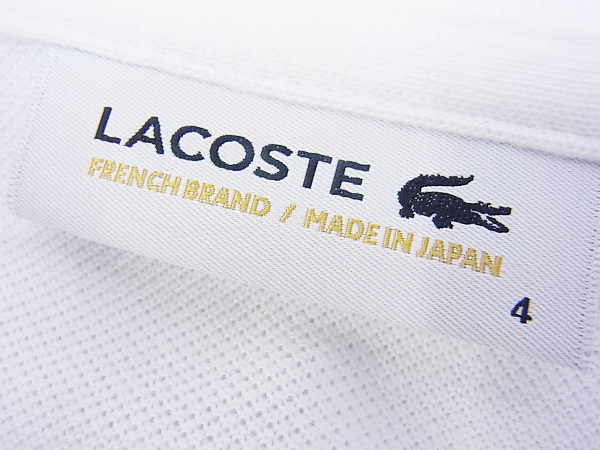 LACOSTE
FRENCH BRAND / MADE IN JAPAN
4